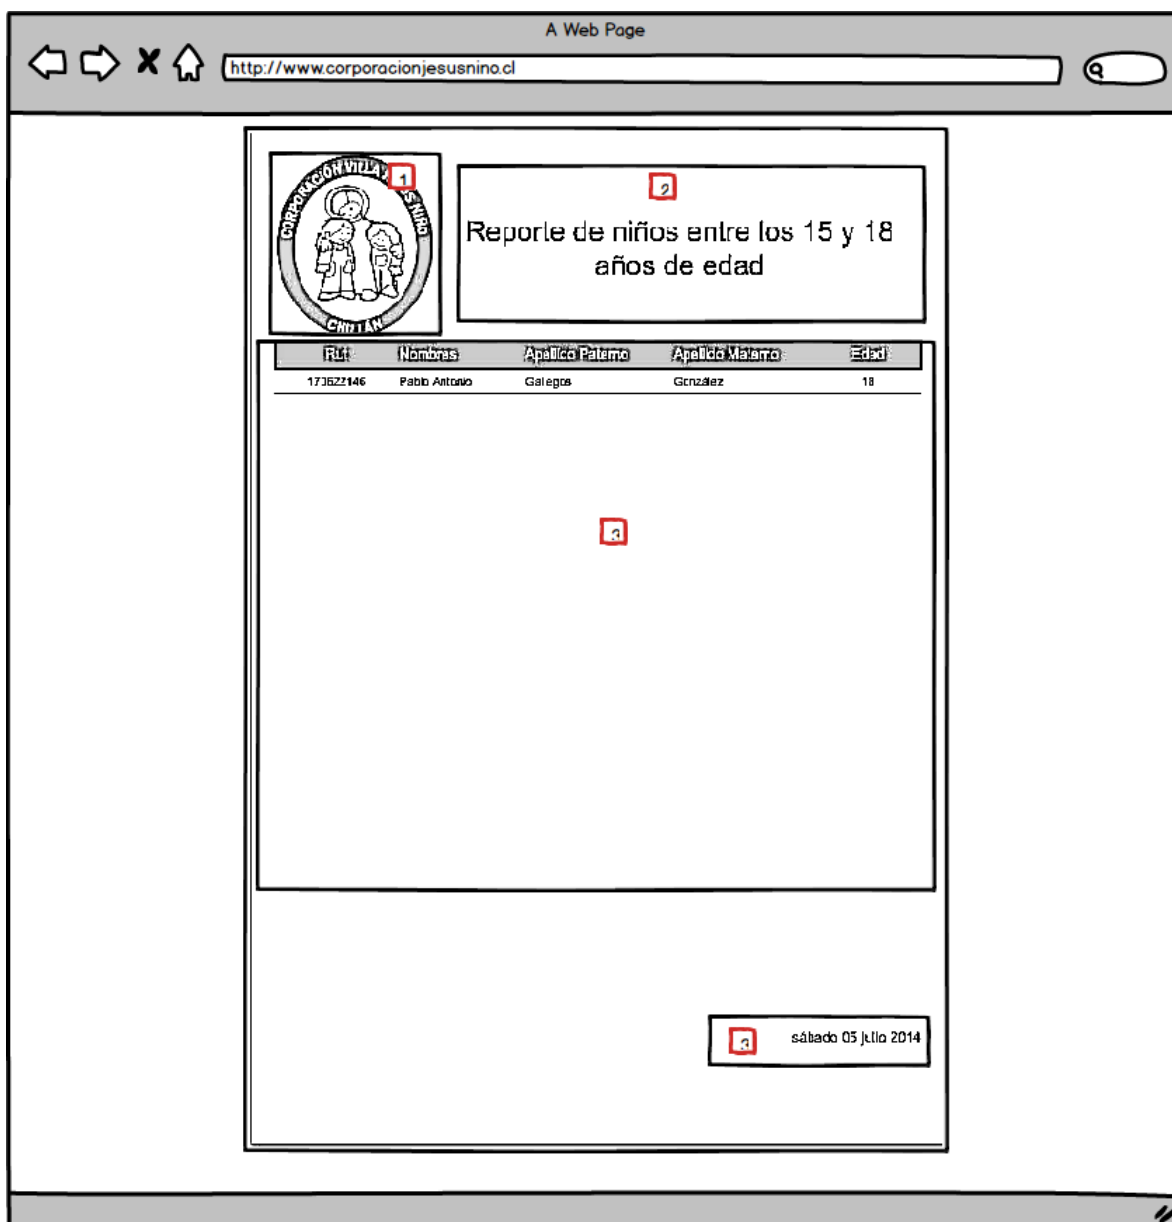 A Web Page
http://www.corporacionjesusnino.cl
CORPORACIÓN VILLA
CHILLÁN
1
2
Reporte de niños entre los 15 y 18
años de edad
Rut Nombres Apellido Paterno Apellido Materno Edad
Pablo Antonio Gallegos González 18
3
3
sábado 05 julio 2014